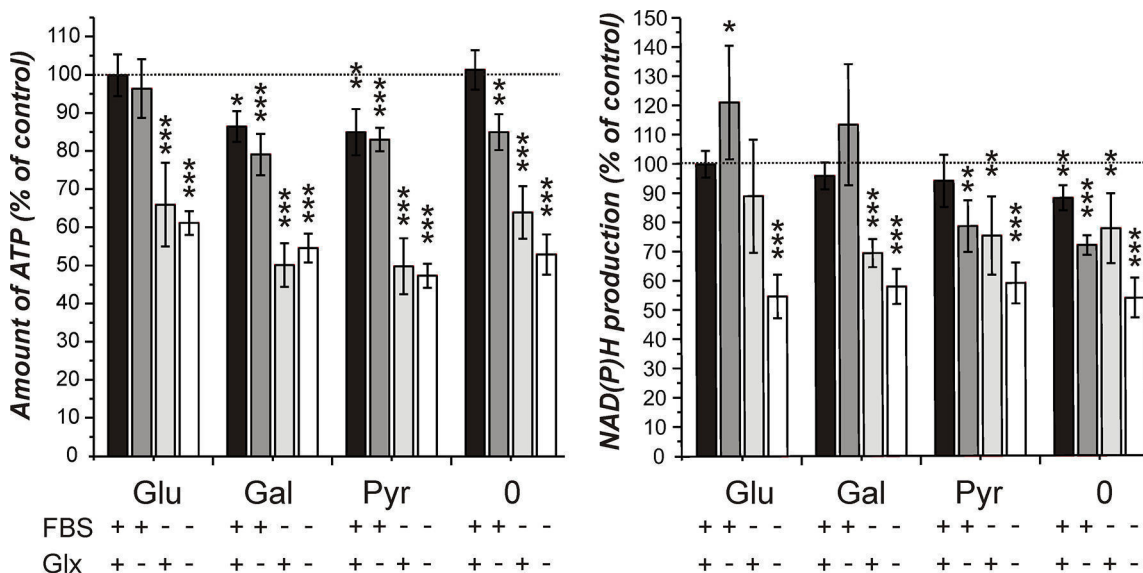 Amount of ATP (% of control)
110
100
90
80
70
60
50
40
30
20
10
0
*** *** * *** *** *** ** *** *** *** ** *** ***
Glu Gal Pyr 0
FBS + + - - + + - - + + - - + + - -
Glx + - + - + - + - + - + - + - + -
NAD(P)H production (% of control)
150
140
130
120
110
100
90
80
70
60
50
40
30
20
10
0
* *** *** *** ** ** *** ** *** ** ***
Glu Gal Pyr 0
+ + - - + + - - + + - - + + - -
+ - + - + - + - + - + - + - + -